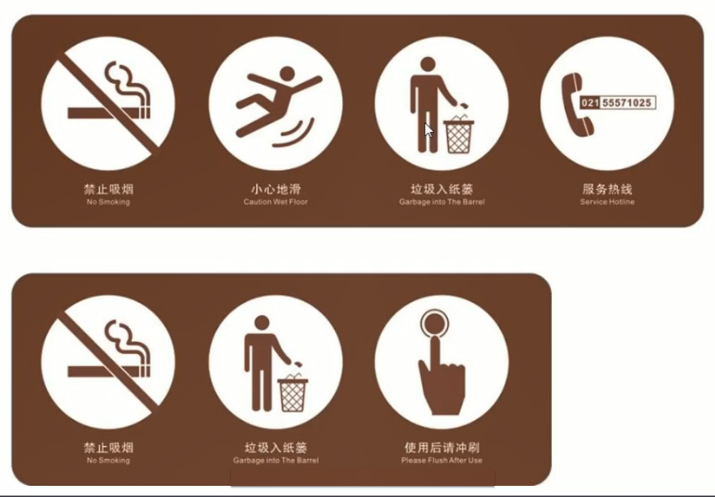 021 55571025
禁止吸烟
No Smoking
小心地滑
Caution Wet Floor
垃圾入纸篓
Garbage into The Barrel
服务热线
Service Hotline
禁止吸烟
No Smoking
垃圾入纸篓
Garbage into The Barrel
使用后请冲刷
Please Flush After Use